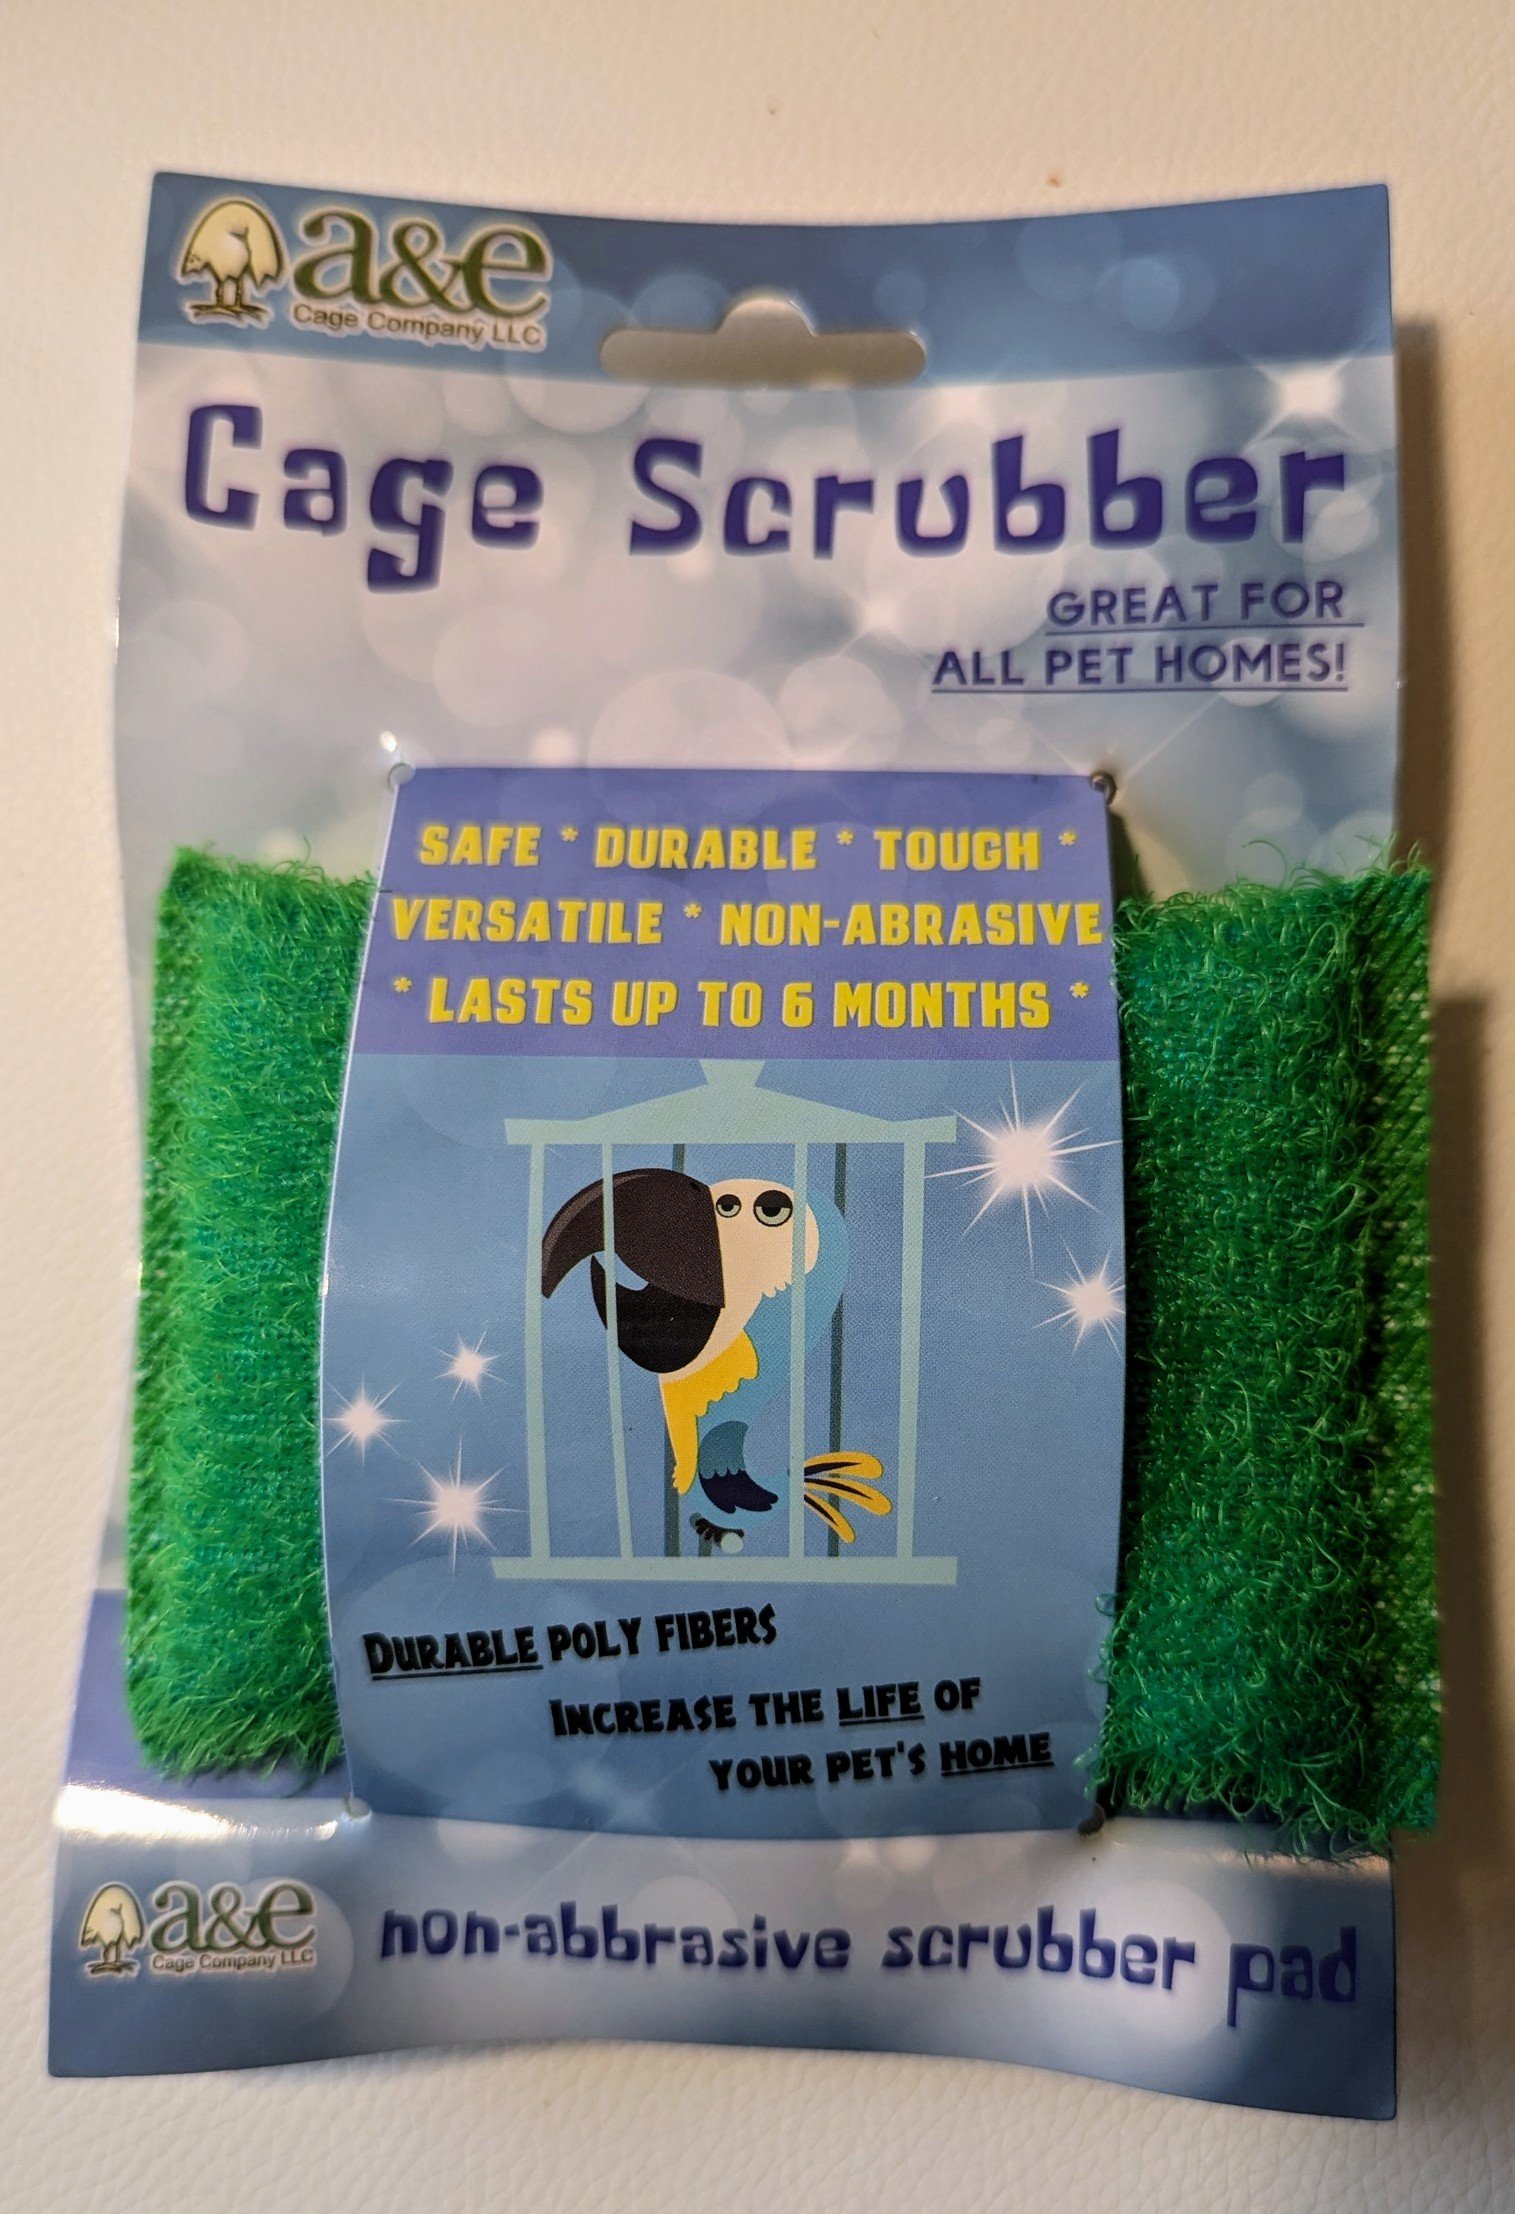 a&e
Cage Company LLC
Cage Scrubber
GREAT FOR
ALL PET HOMES!
SAFE * DURABLE * TOUGH *
VERSATILE * NON-ABRASIVE
* LASTS UP TO 6 MONTHS *
DURABLE POLY FIBERS
INCREASE THE LIFE OF
YOUR PET'S HOME
a&e
Cage Company LLC
non-abbrasive scrubber pad